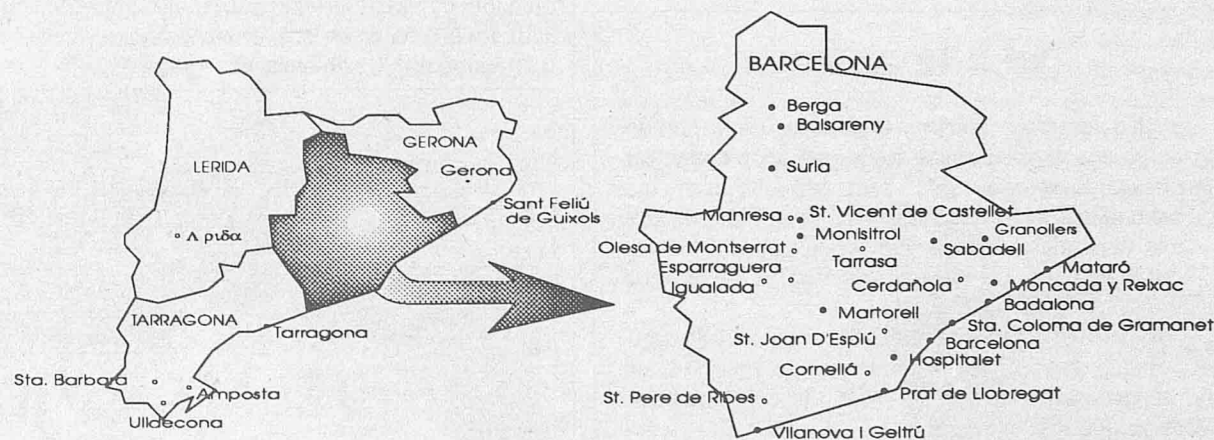 LERIDA
GERONA
Gerona
Sant Feliú
de Guixols
Λ ριδα
TARRAGONA
Tarragona
Sta. Barbara
Amposta
Ulldecona
BARCELONA
Berga
Balsareny
Suria
Manresa
St. Vicent de Castellet
Monisitrol
Granollers
Olesa de Montserrat
Tarrasa
Sabadell
Esparraguera
Igualada
Cerdañola
Mataró
Moncada y Reixac
Badalona
Martorell
Sta. Coloma de Gramanet
St. Joan D'Esplú
Barcelona
Hospitalet
Cornellá
Prat de Llobregat
St. Pere de Ribes
Vilanova I Geltrú